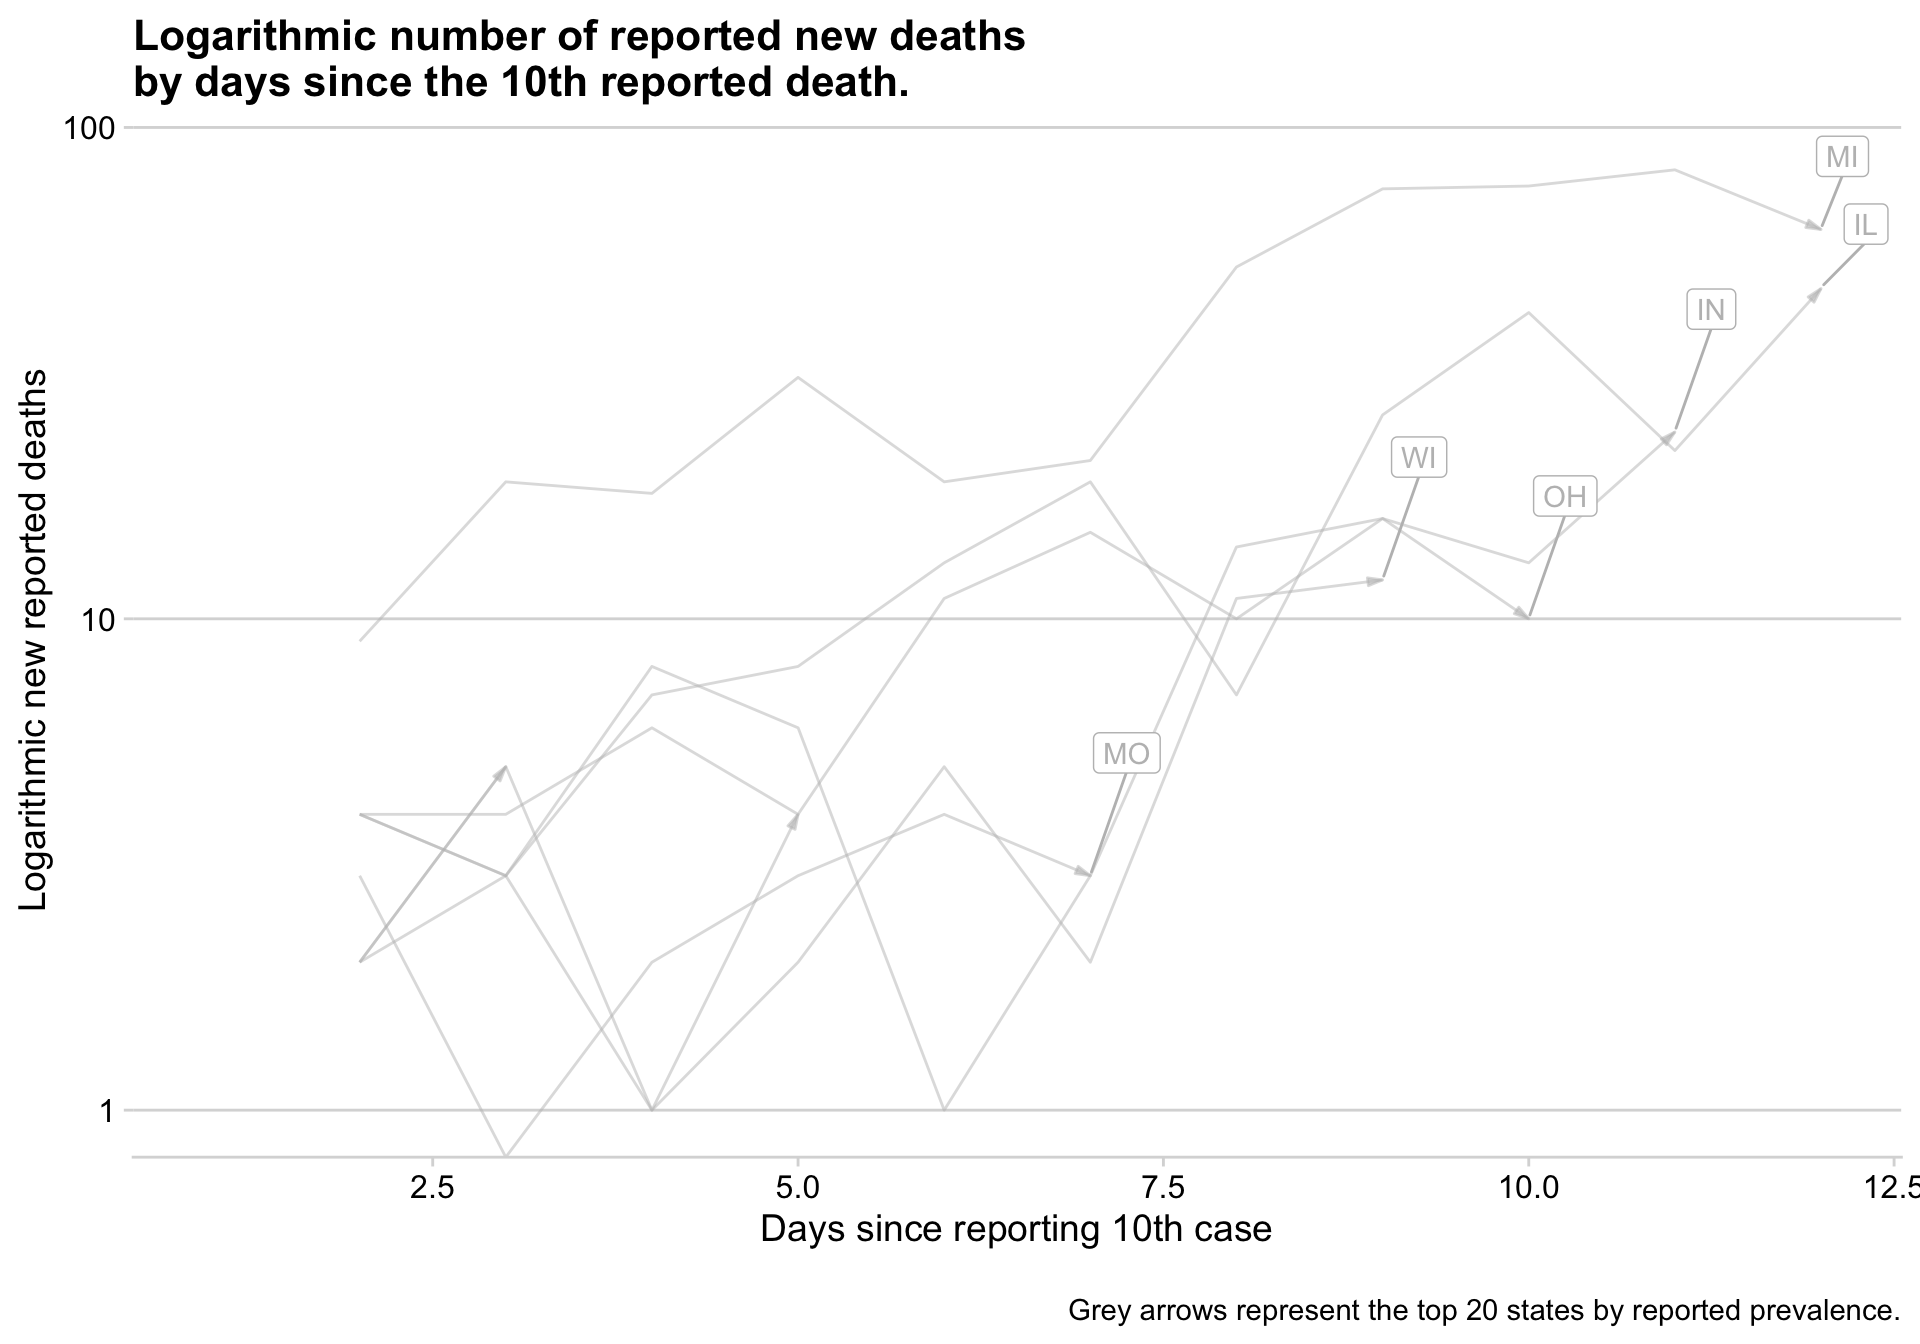 Logarithmic number of reported new deaths
by days since the 10th reported death.
100
MI
IL
IN
WI
OH
10
MO
1
Logarithmic new reported deaths
2.5 5.0 7.5 10.0 12.5
Days since reporting 10th case
Grey arrows represent the top 20 states by reported prevalence.